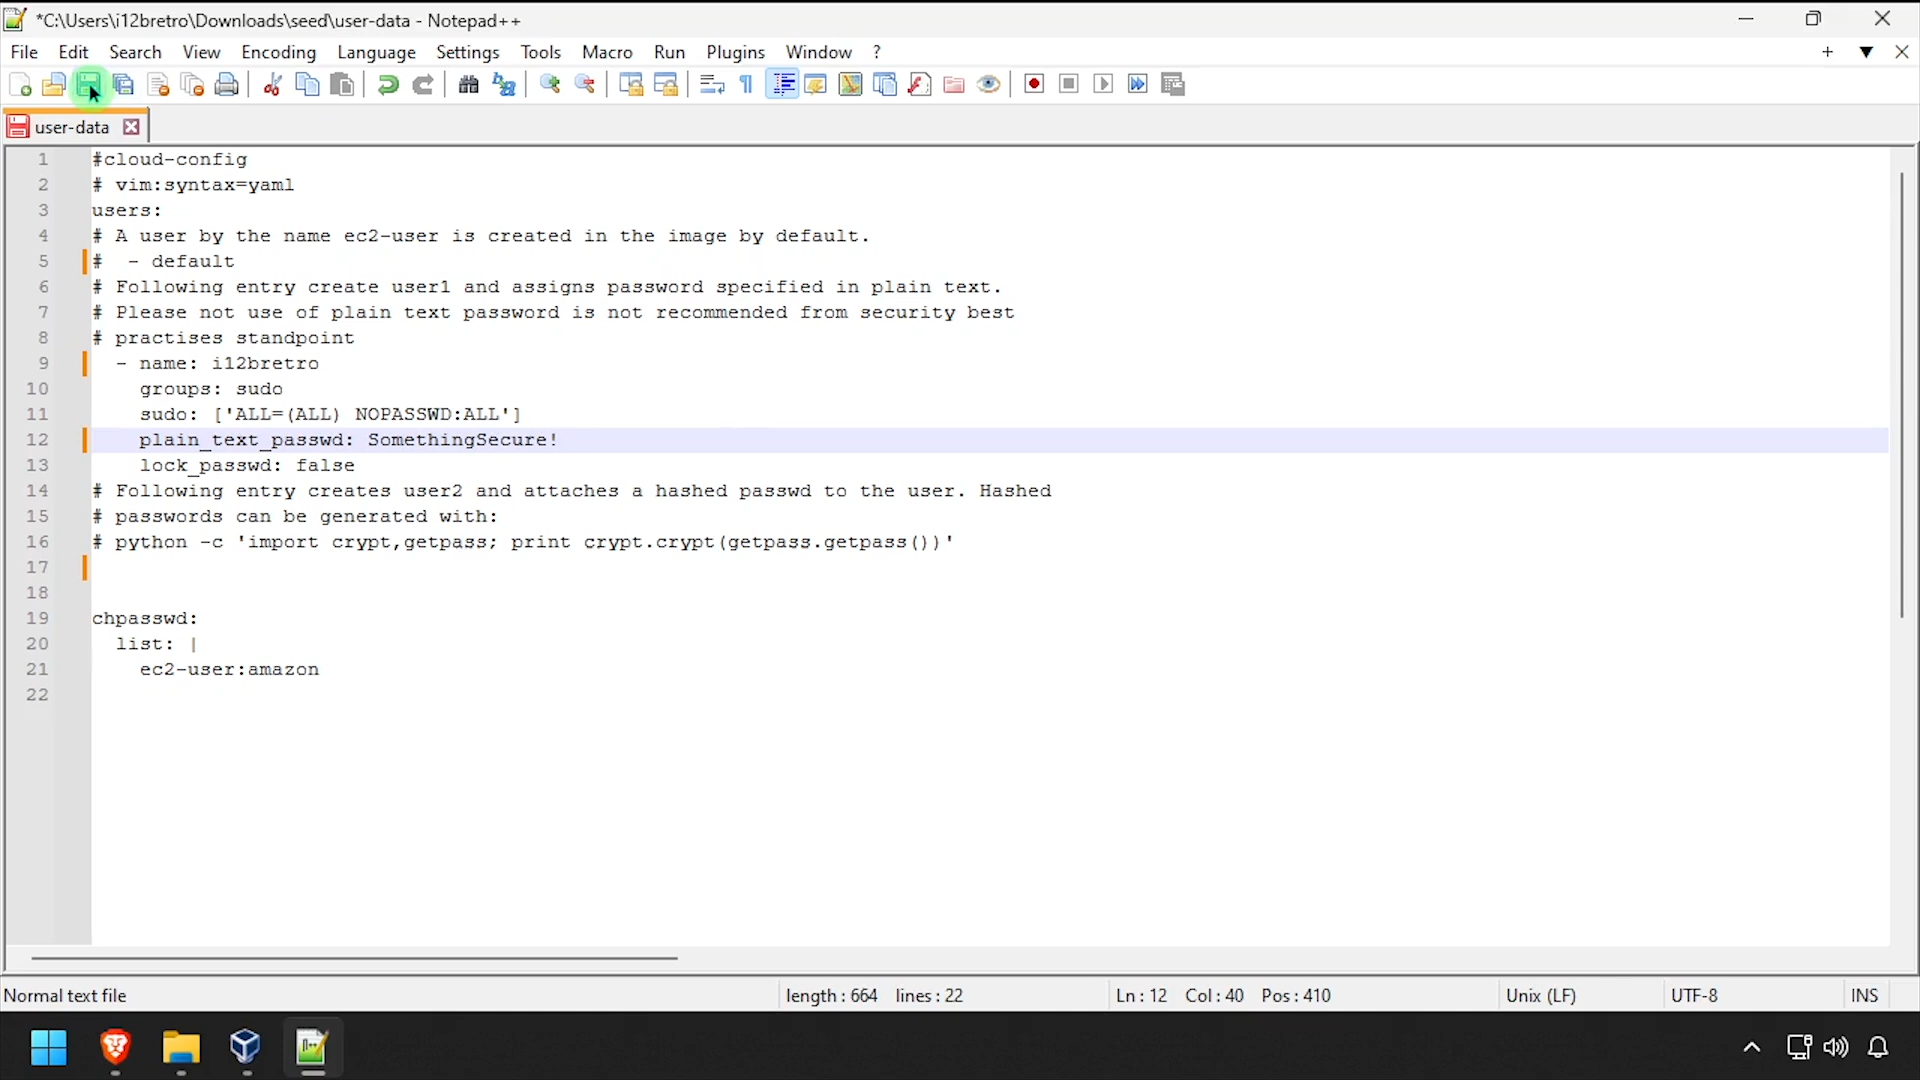 *C:\Users\i12bretro\Downloads\seed\user-data - Notepad++
File Edit Search View Encoding Language Settings Tools Macro Run Plugins Window ?
user-data
1 #cloud-config
2 # vim:syntax=yaml
3 users:
4 # A user by the name ec2-user is created in the image by default.
5 #  - default
6 # Following entry create user1 and assigns password specified in plain text.
7 # Please not use of plain text password is not recommended from security best
8 # practises standpoint
9   - name: i12bretro
10     groups: sudo
11     sudo: ['ALL=(ALL) NOPASSWD:ALL']
12     plain_text_passwd: SomethingSecure!
13     lock_passwd: false
14 # Following entry creates user2 and attaches a hashed passwd to the user. Hashed
15 # passwords can be generated with:
16 # python -c 'import crypt,getpass; print crypt.crypt(getpass.getpass())'
17
18
19 chpasswd:
20   list: |
21     ec2-user:amazon
22
Normal text file length : 664 lines : 22 Ln : 12 Col : 40 Pos : 410 Unix (LF) UTF-8 INS